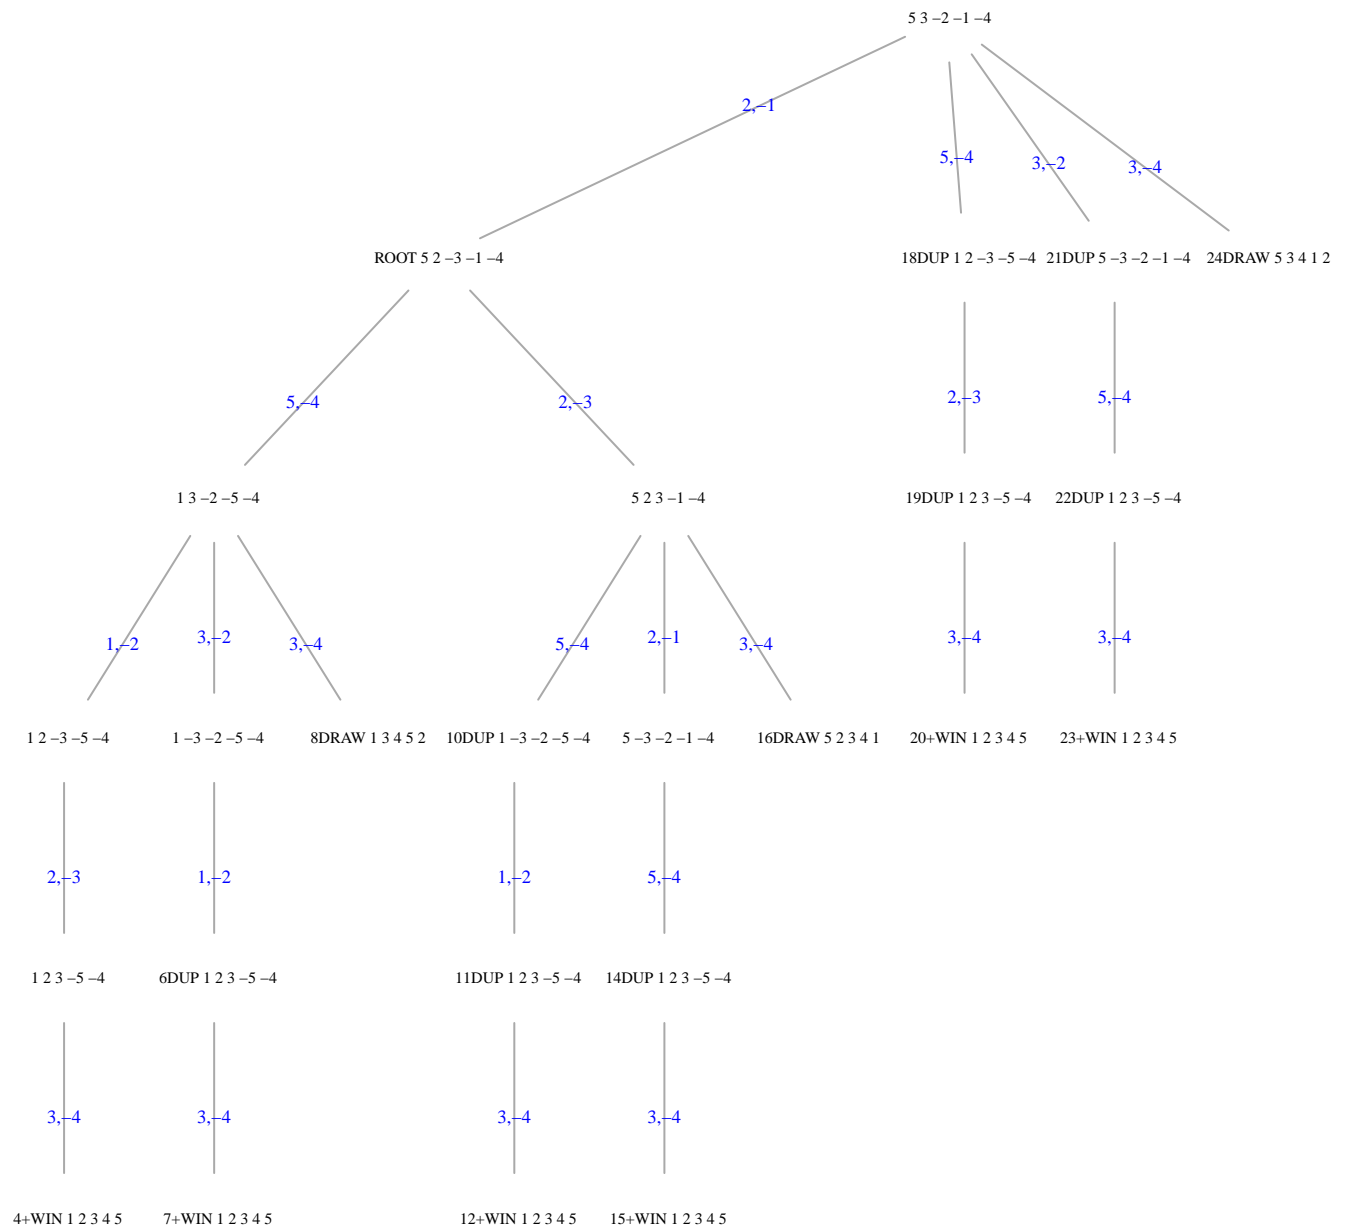 5 3 −2 −1 −4
2,−1
5,−4
3,−2
3,−4
ROOT 5 2 −3 −1 −4
18DUP 1 2 −3 −5 −4
21DUP 5 −3 −2 −1 −4
24DRAW 5 3 4 1 2
5,−4
2,−3
2,−3
5,−4
1 3 −2 −5 −4
5 2 3 −1 −4
19DUP 1 2 3 −5 −4
22DUP 1 2 3 −5 −4
1,−2
3,−2
3,−4
5,−4
2,−1
3,−4
3,−4
3,−4
1 2 −3 −5 −4
1 −3 −2 −5 −4
8DRAW 1 3 4 5 2
10DUP 1 −3 −2 −5 −4
5 −3 −2 −1 −4
16DRAW 5 2 3 4 1
20+WIN 1 2 3 4 5
23+WIN 1 2 3 4 5
2,−3
1,−2
1,−2
5,−4
1 2 3 −5 −4
6DUP 1 2 3 −5 −4
11DUP 1 2 3 −5 −4
14DUP 1 2 3 −5 −4
3,−4
3,−4
3,−4
3,−4
4+WIN 1 2 3 4 5
7+WIN 1 2 3 4 5
12+WIN 1 2 3 4 5
15+WIN 1 2 3 4 5